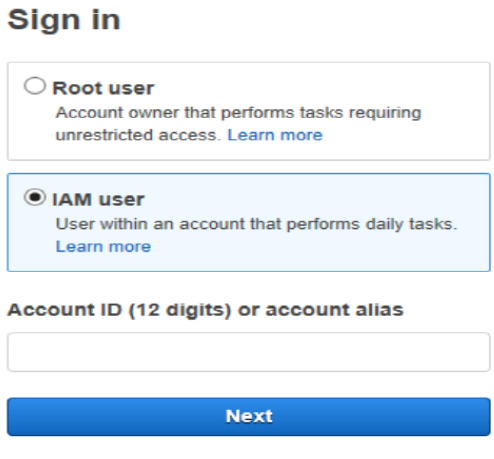 Sign in
Root user
Account owner that performs tasks requiring
unrestricted access. Learn more
IAM user
User within an account that performs daily tasks.
Learn more
Account ID (12 digits) or account alias
Next